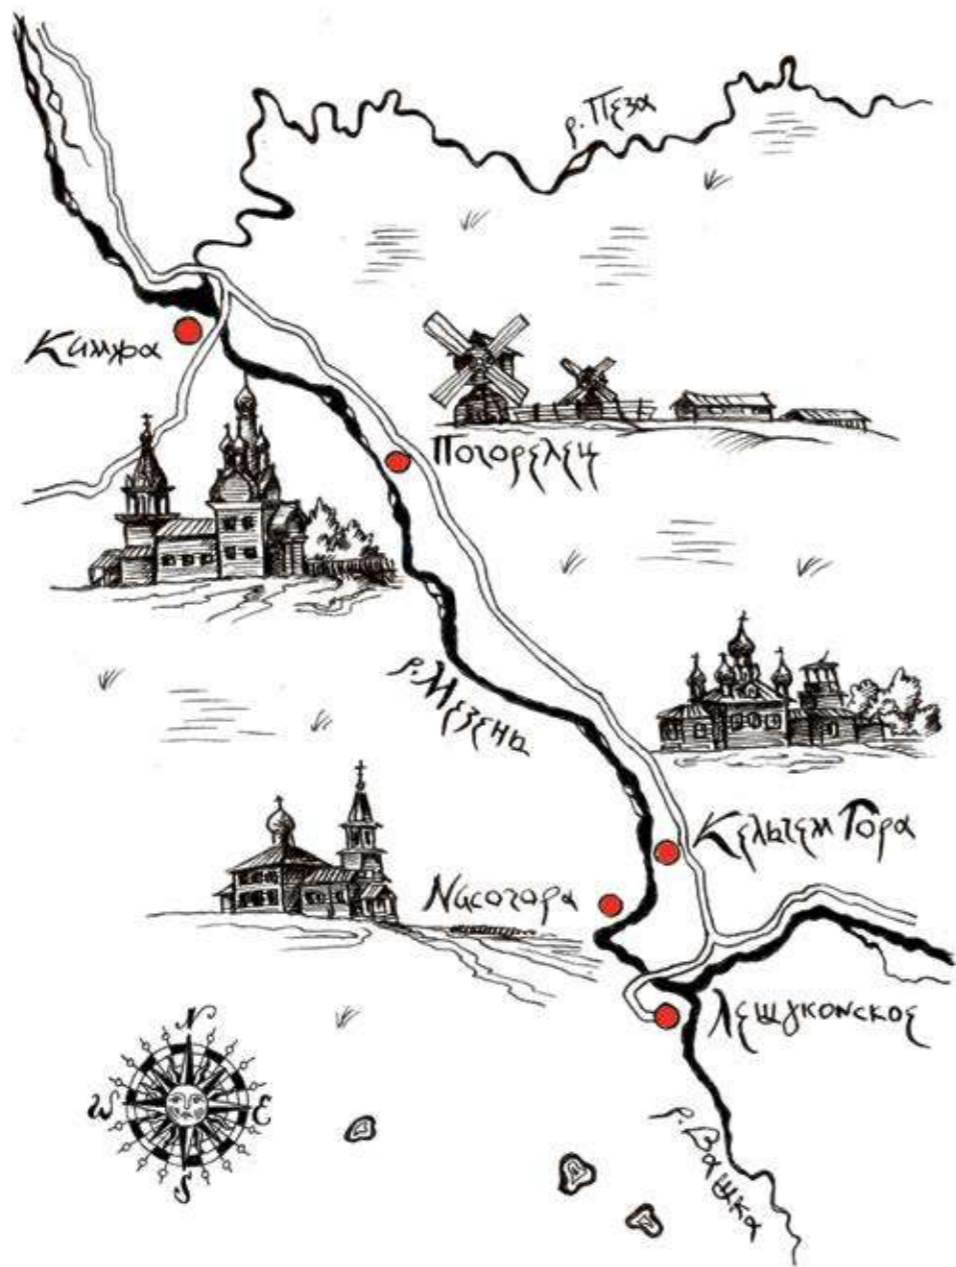 р. Пеза
Кимжа
Погорелец
р. Мезень
Кельчем Гора
Nисогора
Лешуконское
N
W
E
S
р. Вашка